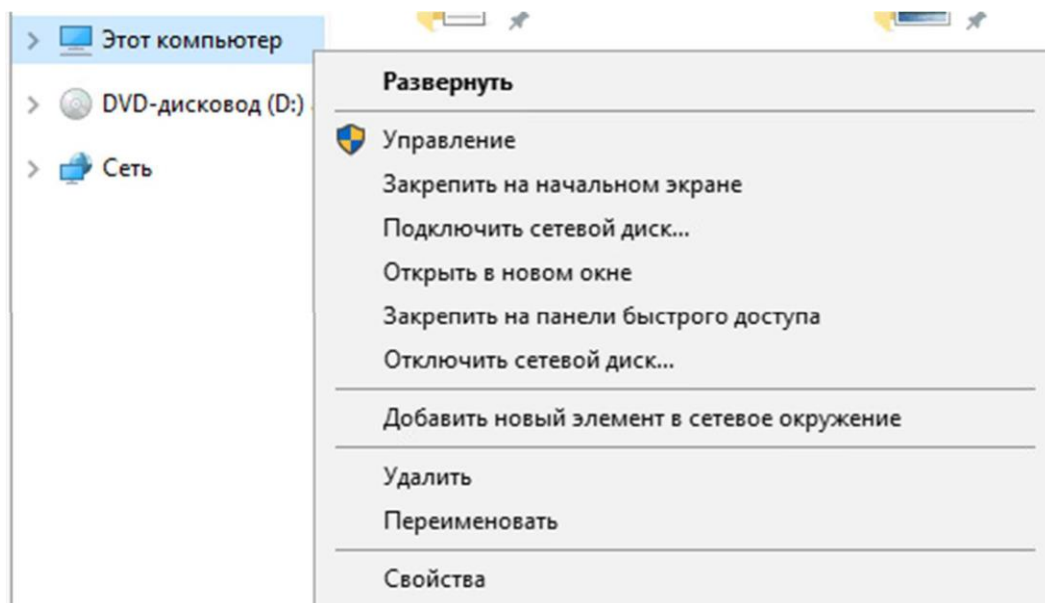 Этот компьютер
DVD-дисковод (D:)
Сеть
Развернуть
Управление
Закрепить на начальном экране
Подключить сетевой диск...
Открыть в новом окне
Закрепить на панели быстрого доступа
Отключить сетевой диск...
Добавить новый элемент в сетевое окружение
Удалить
Переименовать
Свойства